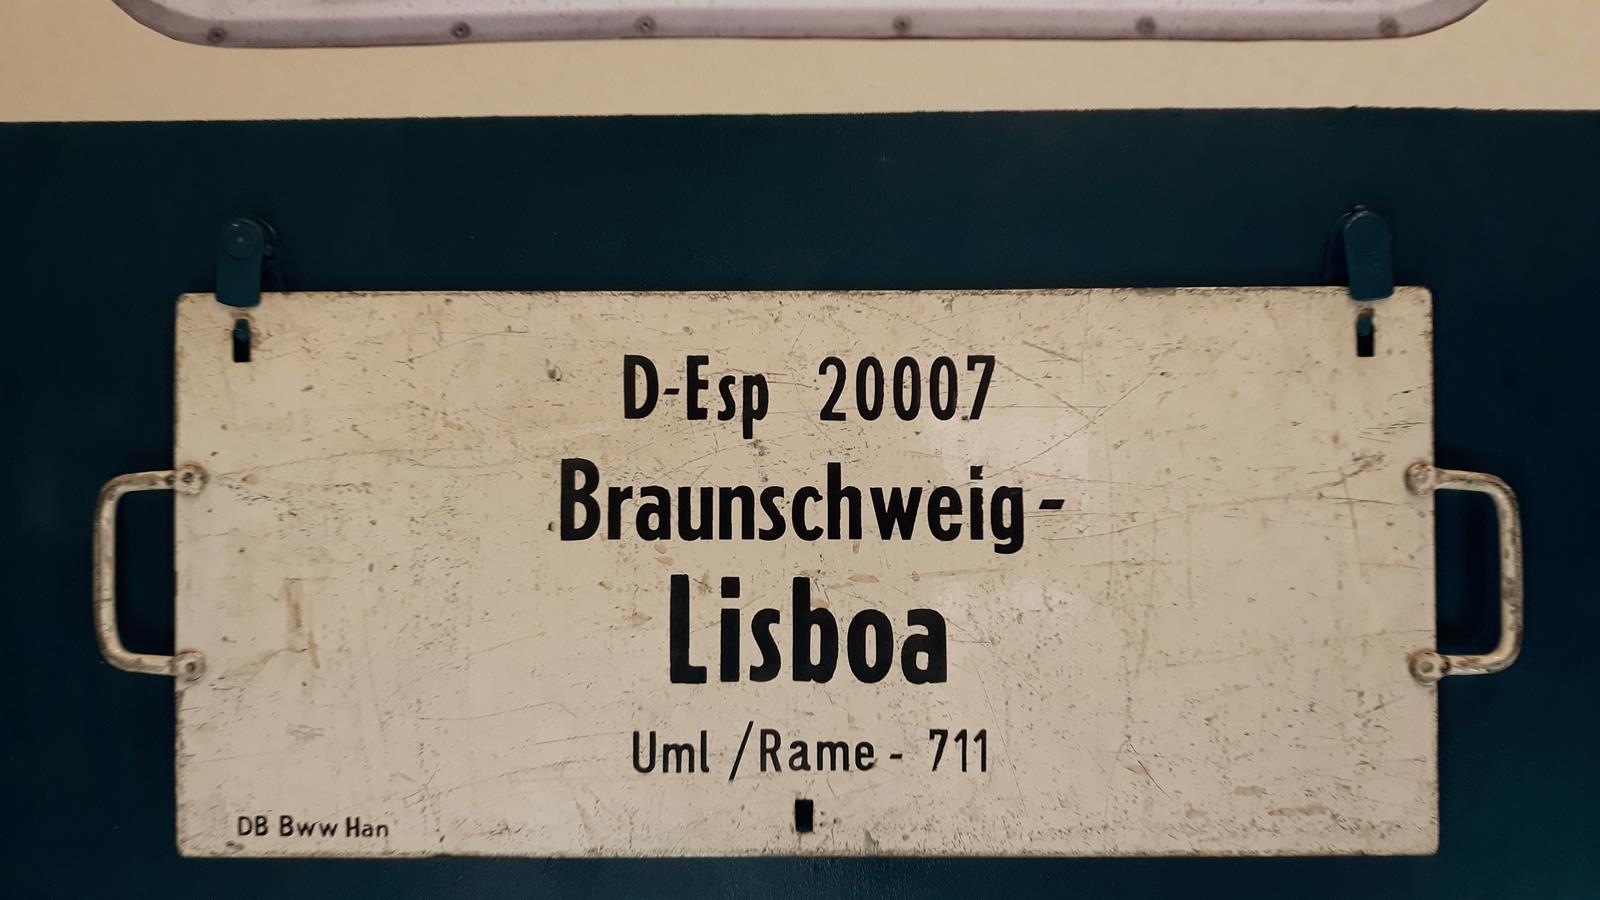 D-Esp 20007
Braunschweig-
Lisboa
Uml /Rame - 711
DB Bww Han